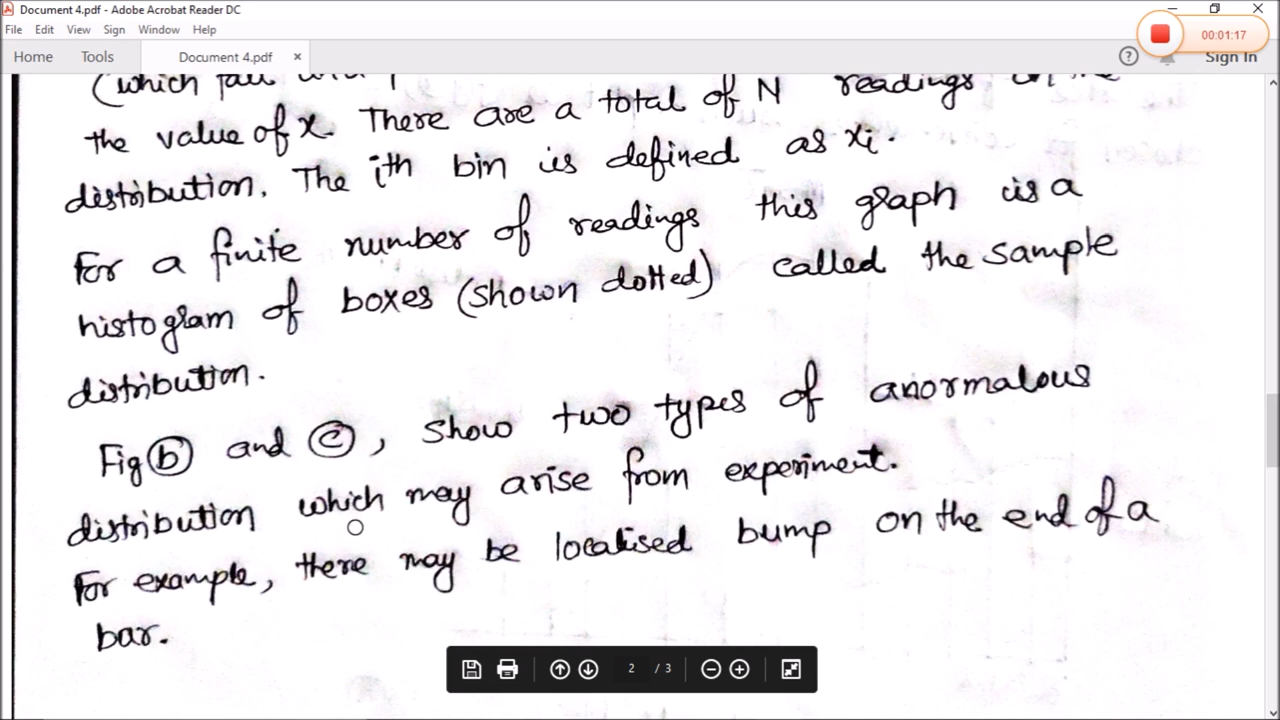 Document 4.pdf - Adobe Acrobat Reader DC
File Edit View Sign Window Help
00:01:17
Home Tools Document 4.pdf × ? Sign In
(which
the value of x. There are a total of N readings
distribution. The ith bin is defined as xi.
For a finite number of readings this graph is a
histogram of boxes (shown dotted) called the sample
distribution.
Fig (b) and (c), show two types of anormalous
distribution which may arise from experiment.
For example, there may be localised bump on the end of a
bar.
2 / 3